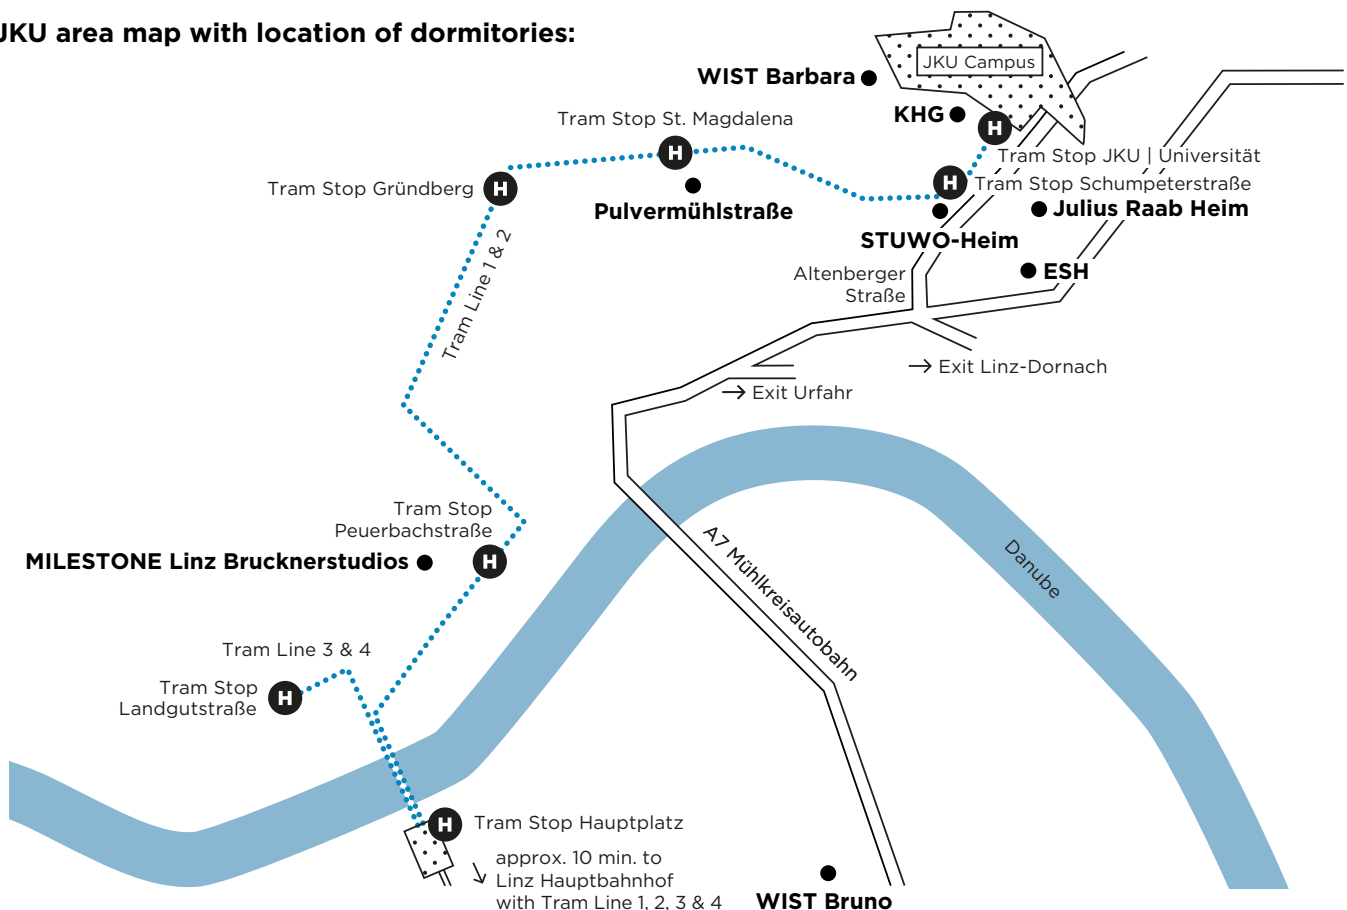 JKU area map with location of dormitories:
JKU Campus
WIST Barbara
KHG
Tram Stop St. Magdalena
H
H
Tram Stop JKU | Universität
Tram Stop Gründberg
H
H
Tram Stop Schumpeterstraße
Pulvermühlstraße
Julius Raab Heim
STUWO-Heim
Tram Line 1 & 2
Altenberger
Straße
ESH
→ Exit Linz-Dornach
→ Exit Urfahr
Tram Stop
Peuerbachstraße
H
MILESTONE Linz Brucknerstudios
A7 Mühlkreisautobahn
Danube
Tram Line 3 & 4
Tram Stop
Landgutstraße
H
H
Tram Stop Hauptplatz
approx. 10 min. to
Linz Hauptbahnhof
with Tram Line 1, 2, 3 & 4
WIST Bruno